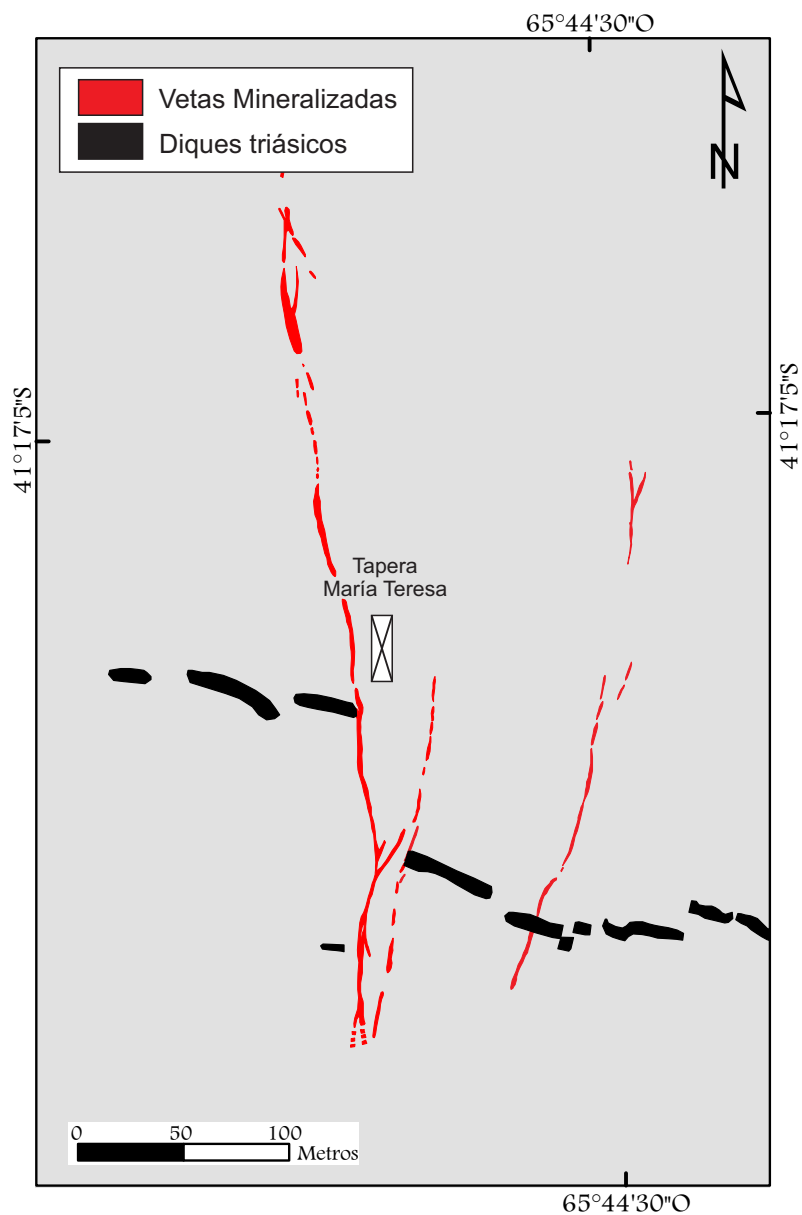 65°44'30"O
Vetas Mineralizadas
Diques triásicos
N
41°17'5"S
41°17'5"S
Tapera
María Teresa
0 50 100
Metros
65°44'30"O